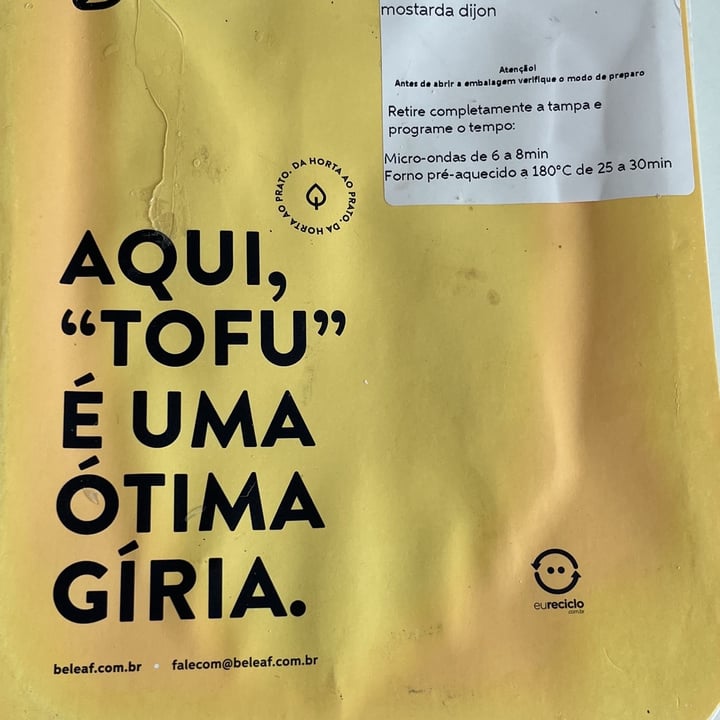 mostarda dijon
Atenção!
Antes de abrir a embalagem verifique o modo de preparo
Retire completamente a tampa e
programe o tempo:
Micro-ondas de 6 a 8min
Forno pré-aquecido a 180°C de 25 a 30min
DA HORTA AO PRATO. DA HORTA AO PRATO.
AQUI,
“TOFU”
É UMA
ÓTIMA
GÍRIA.
eureciclo
.com.br
beleaf.com.br • falecom@beleaf.com.br